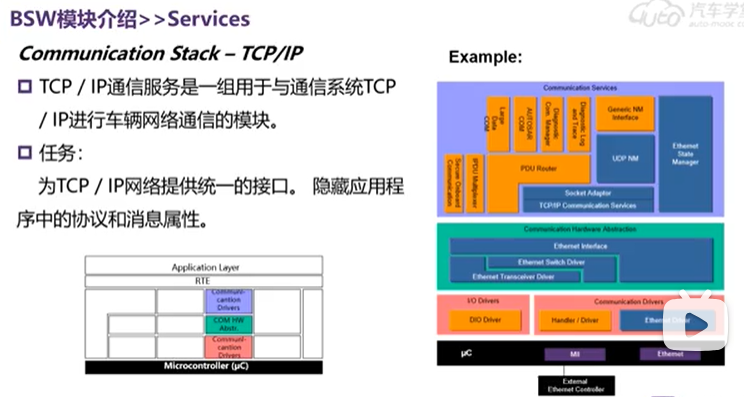 BSW模块介绍>>Services
汽车学堂
Communication Stack – TCP/IP
TCP / IP通信服务是一组用于与通信系统TCP
/ IP进行车辆网络通信的模块。
任务：
为TCP / IP网络提供统一的接口。 隐藏应用程
序中的协议和消息属性。
Application Layer
RTE
Communi-
cantion
Drivers
COM HW
Abstr.
Communi-
cantion
Drivers
Microcontroller (µC)
Example:
Communication Services
Large
Data
COM
AUTOSAR
COM
Diagnostic
Com. Manager
Diagnostic Log
and Trace
Generic NM
Interface
Ethernet
State
Manager
Secure Onboard
Communication
IPDU Multiplexer
PDU Router
UDP NM
Socket Adaptor
TCP/IP Communication Services
Communication Hardware Abstraction
Ethernet Interface
Ethernet Switch Driver
Ethernet Transceiver Driver
I/O Drivers
Communication Drivers
DIO Driver
Handler / Driver
Ethernet Driver
µC
MII
Ethernet
External
Ethernet Controller